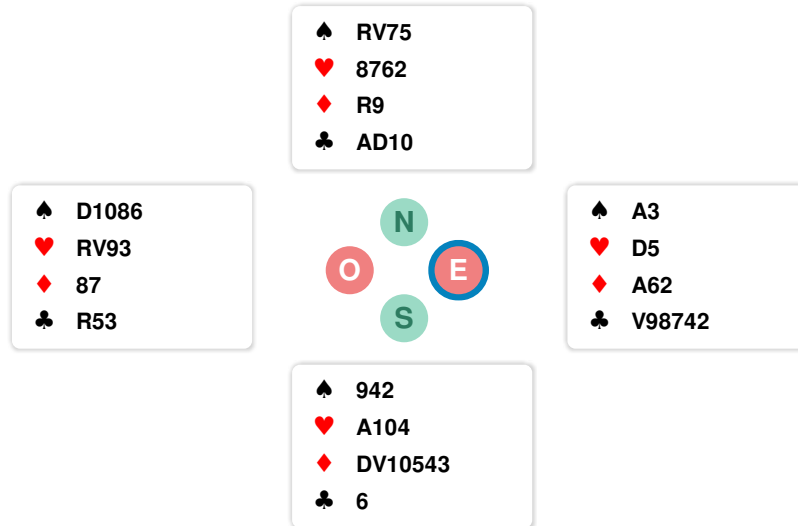 ♠ RV75
♥ 8762
♦ R9
♣ AD10
♠ D1086
♥ RV93
♦ 87
♣ R53
N
O
E
S
♠ A3
♥ D5
♦ A62
♣ V98742
♠ 942
♥ A104
♦ DV10543
♣ 6